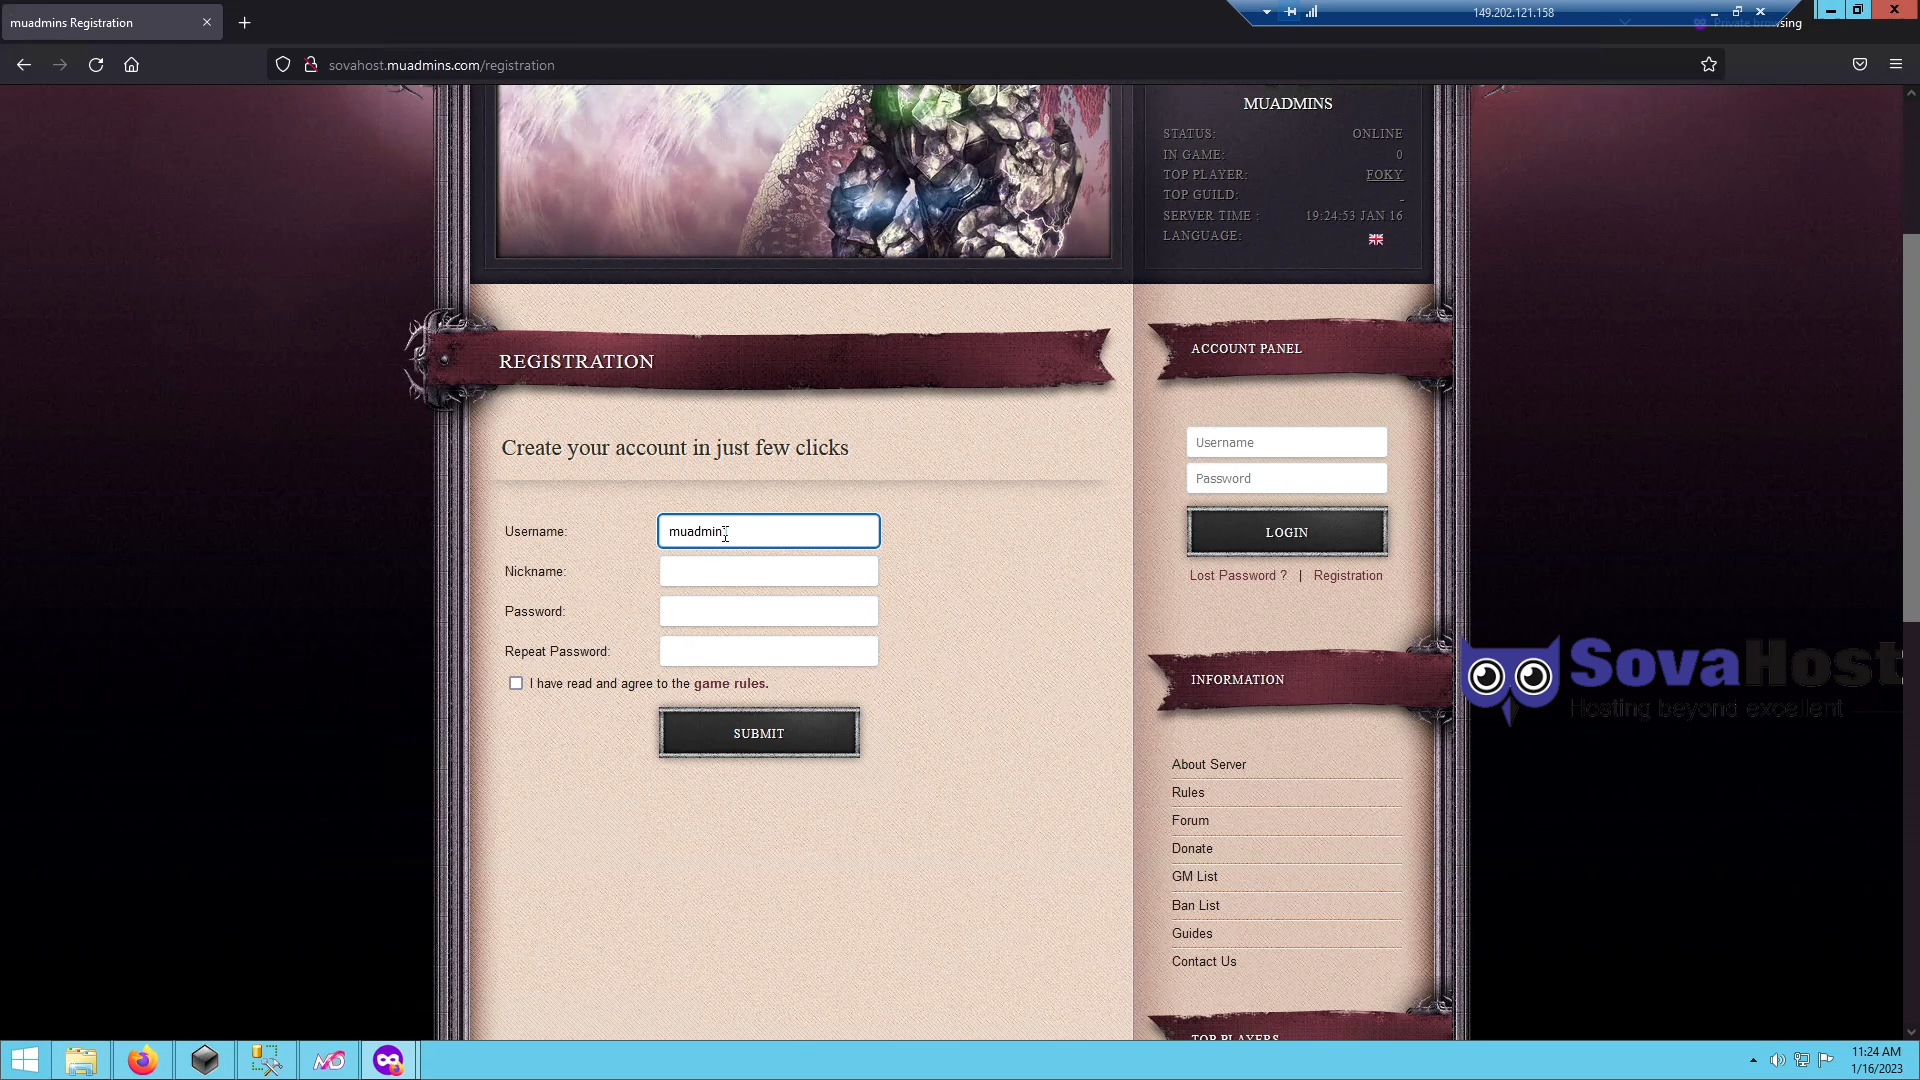 muadmins Registration
149.202.121.158
Private browsing
sovahost.muadmins.com/registration
MUADMINS
STATUS: ONLINE
IN GAME: 0
TOP PLAYER: FOKY
TOP GUILD: -
SERVER TIME : 19:24:53 JAN 16
LANGUAGE:
REGISTRATION
ACCOUNT PANEL
Create your account in just few clicks
Username
Password
LOGIN
Lost Password ? | Registration
Username: muadmin
Nickname:
Password:
Repeat Password:
I have read and agree to the game rules.
SUBMIT
INFORMATION
SovaHost
Hosting beyond excellent
About Server
Rules
Forum
Donate
GM List
Ban List
Guides
Contact Us
TOP PLAYERS
11:24 AM
1/16/2023